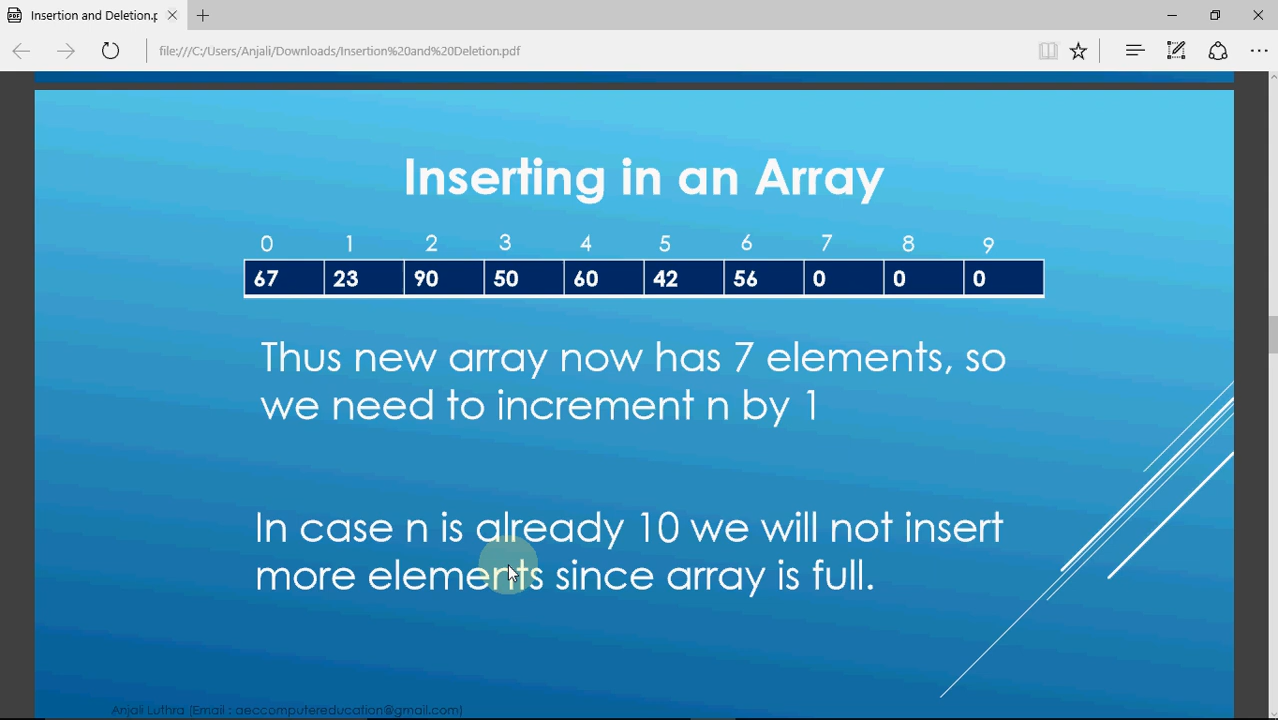 Insertion and Deletion.p
file:///C:/Users/Anjali/Downloads/Insertion%20and%20Deletion.pdf
Inserting in an Array
0 1 2 3 4 5 6 7 8 9
67 23 90 50 60 42 56 0 0 0
Thus new array now has 7 elements, so
we need to increment n by 1
In case n is already 10 we will not insert
more elements since array is full.
Anjali Luthra (Email : aeccomputereducation@gmail.com)